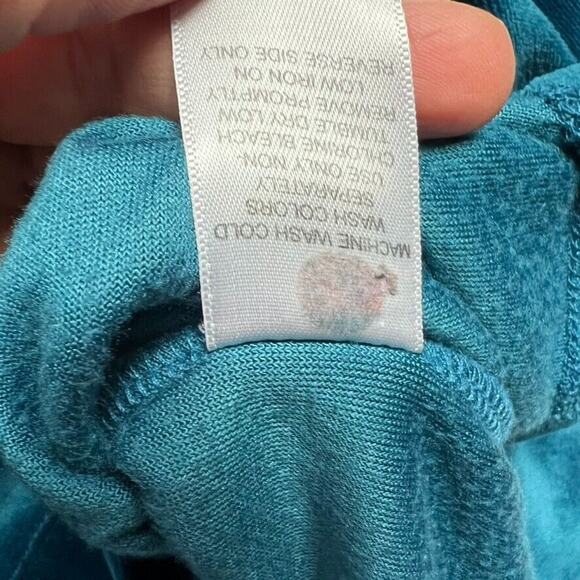 MACHINE WASH COLD
WASH COLORS
SEPARATELY
USE ONLY NON-
CHLORINE BLEACH
TUMBLE DRY LOW
REMOVE PROMPTLY
LOW IRON ON
REVERSE SIDE ONLY